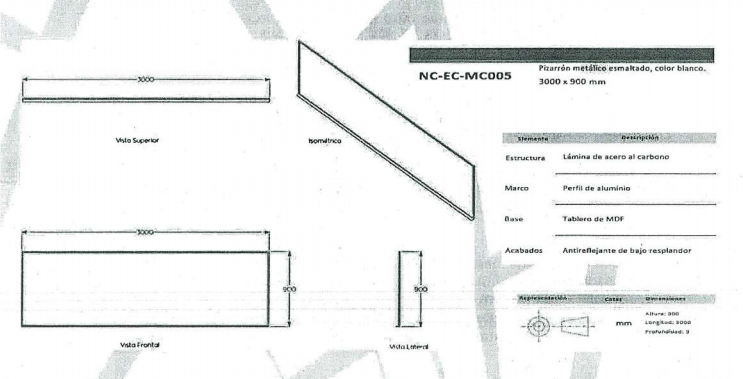 3000
Vista Superior
Isométrico
NC-EC-MC005
Pizarrón metálico esmaltado, color blanco.
3000 x 900 mm
Elemento Descripción
Estructura Lámina de acero al carbono
Marco Perfil de aluminio
Base Tablero de MDF
Acabados Antireflejante de bajo resplandor
3000
900
900
Vista Frontal
Vista Lateral
Representación Cotas Dimensiones
mm
Altura: 900
Longitud: 3000
Profundidad: 3